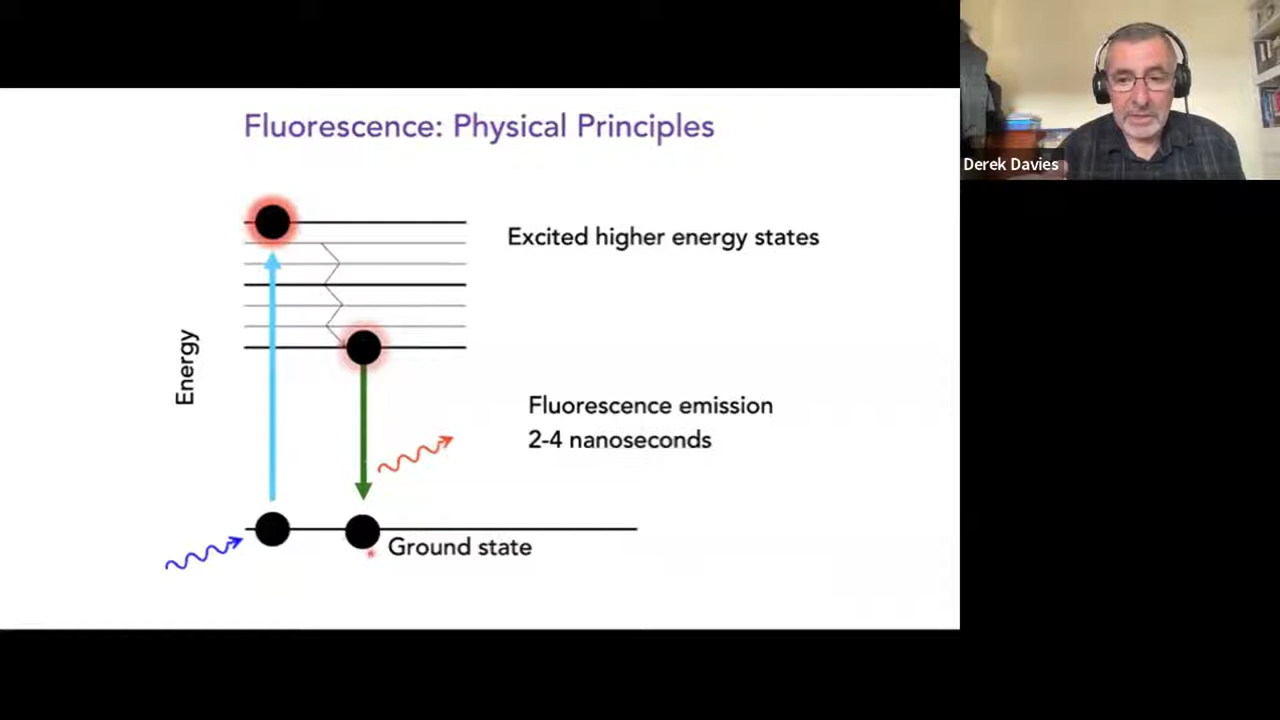 Fluorescence: Physical Principles
Derek Davies
Excited higher energy states
Energy
Fluorescence emission
2-4 nanoseconds
Ground state